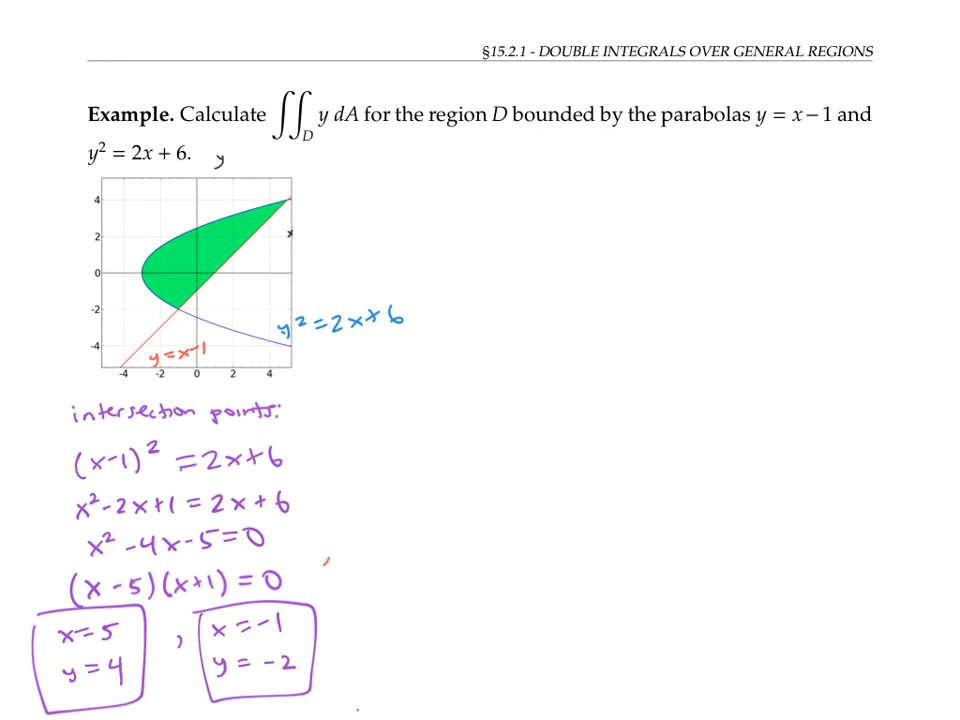 §15.2.1 - DOUBLE INTEGRALS OVER GENERAL REGIONS
Example. Calculate ∬_D y dA for the region D bounded by the parabolas y = x − 1 and
y² = 2x + 6.
y
4
2
x
0
-2
y² = 2x + 6
-4
y = x-1
-4 -2 0 2 4
intersection points:
(x-1)² = 2x+6
x² - 2x + 1 = 2x + 6
x² - 4x - 5 = 0
(x - 5)(x+1) = 0
x = 5 , x = -1
y = 4 y = -2